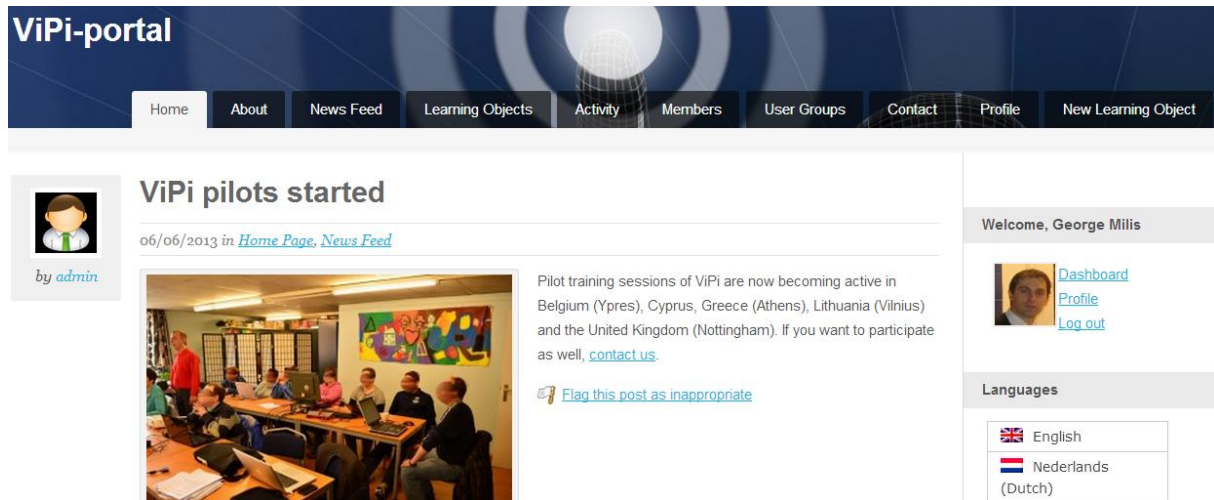 ViPi-portal
Home About News Feed Learning Objects Activity Members User Groups Contact Profile New Learning Object
by admin
ViPi pilots started
06/06/2013 in Home Page, News Feed
Pilot training sessions of ViPi are now becoming active in
Belgium (Ypres), Cyprus, Greece (Athens), Lithuania (Vilnius)
and the United Kingdom (Nottingham). If you want to participate
as well, contact us.
Flag this post as inappropriate
Welcome, George Milis
Dashboard
Profile
Log out
Languages
English
Nederlands
(Dutch)